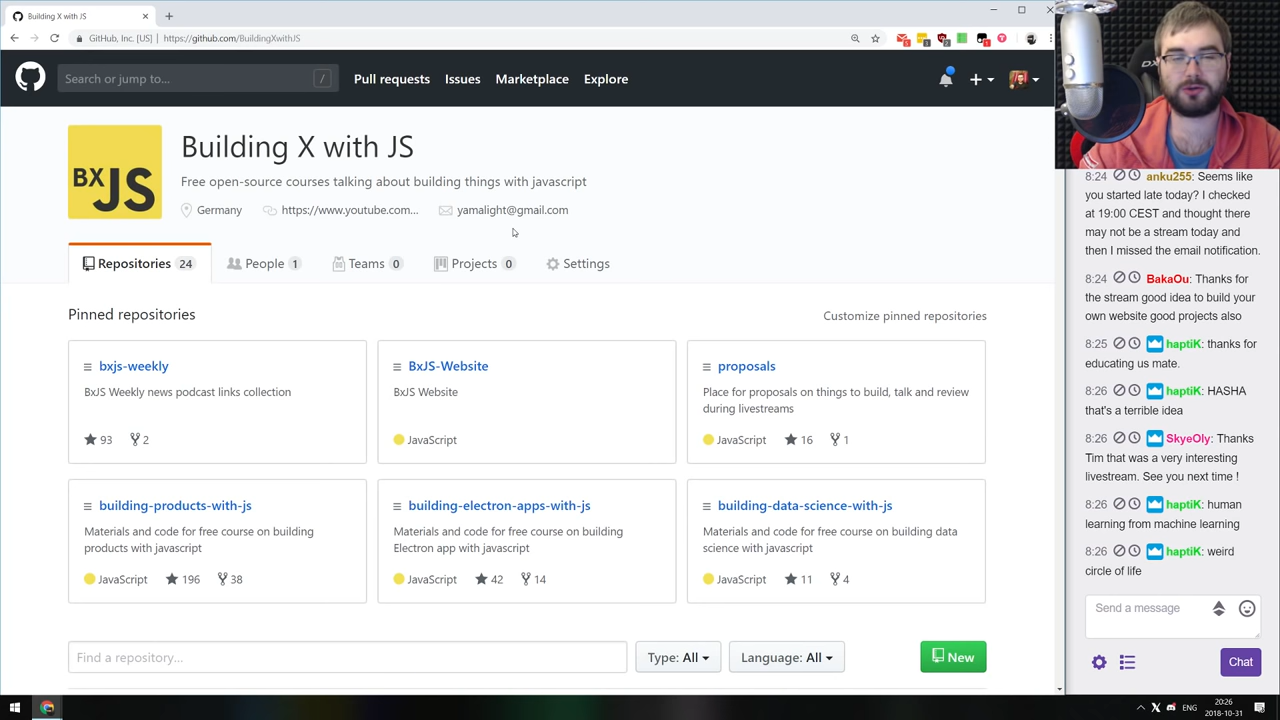 Building X with JS
GitHub, Inc. [US] | https://github.com/BuildingXwithJS
Search or jump to...
/
Pull requests
Issues
Marketplace
Explore
BX JS
Building X with JS
Free open-source courses talking about building things with javascript
Germany
https://www.youtube.com...
yamalight@gmail.com
Repositories 24
People 1
Teams 0
Projects 0
Settings
Pinned repositories
Customize pinned repositories
bxjs-weekly
BxJS Weekly news podcast links collection
93 2
BxJS-Website
BxJS Website
JavaScript
proposals
Place for proposals on things to build, talk and review
during livestreams
JavaScript 16 1
building-products-with-js
Materials and code for free course on building
products with javascript
JavaScript 196 38
building-electron-apps-with-js
Materials and code for free course on building
Electron app with javascript
JavaScript 42 14
building-data-science-with-js
Materials and code for free course on building data
science with javascript
JavaScript 11 4
Find a repository...
Type: All
Language: All
New
8:24 anku255: Seems like
you started late today? I checked
at 19:00 CEST and thought there
may not be a stream today and
then I missed the email notification.
8:24 BakaOu: Thanks for
the stream good idea to build your
own website good projects also
8:25 haptiK: thanks for
educating us mate.
8:26 haptiK: HASHA
that's a terrible idea
8:26 SkyeOly: Thanks
Tim that was a very interesting
livestream. See you next time !
8:26 haptiK: human
learning from machine learning
8:26 haptiK: weird
circle of life
Send a message
Chat
ENG
20:26
2018-10-31